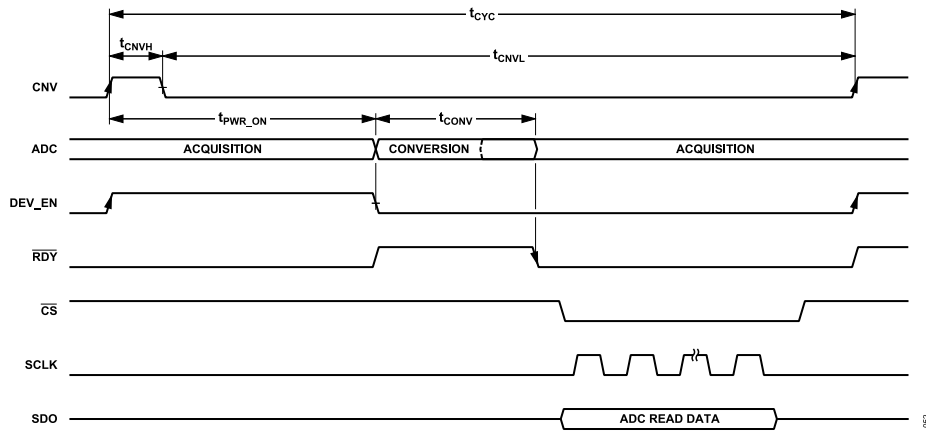 tCYC
tCNVH
tCNVL
CNV
tPWR_ON
tCONV
ADC
ACQUISITION
CONVERSION
ACQUISITION
DEV_EN
RDY
CS
SCLK
SDO
ADC READ DATA